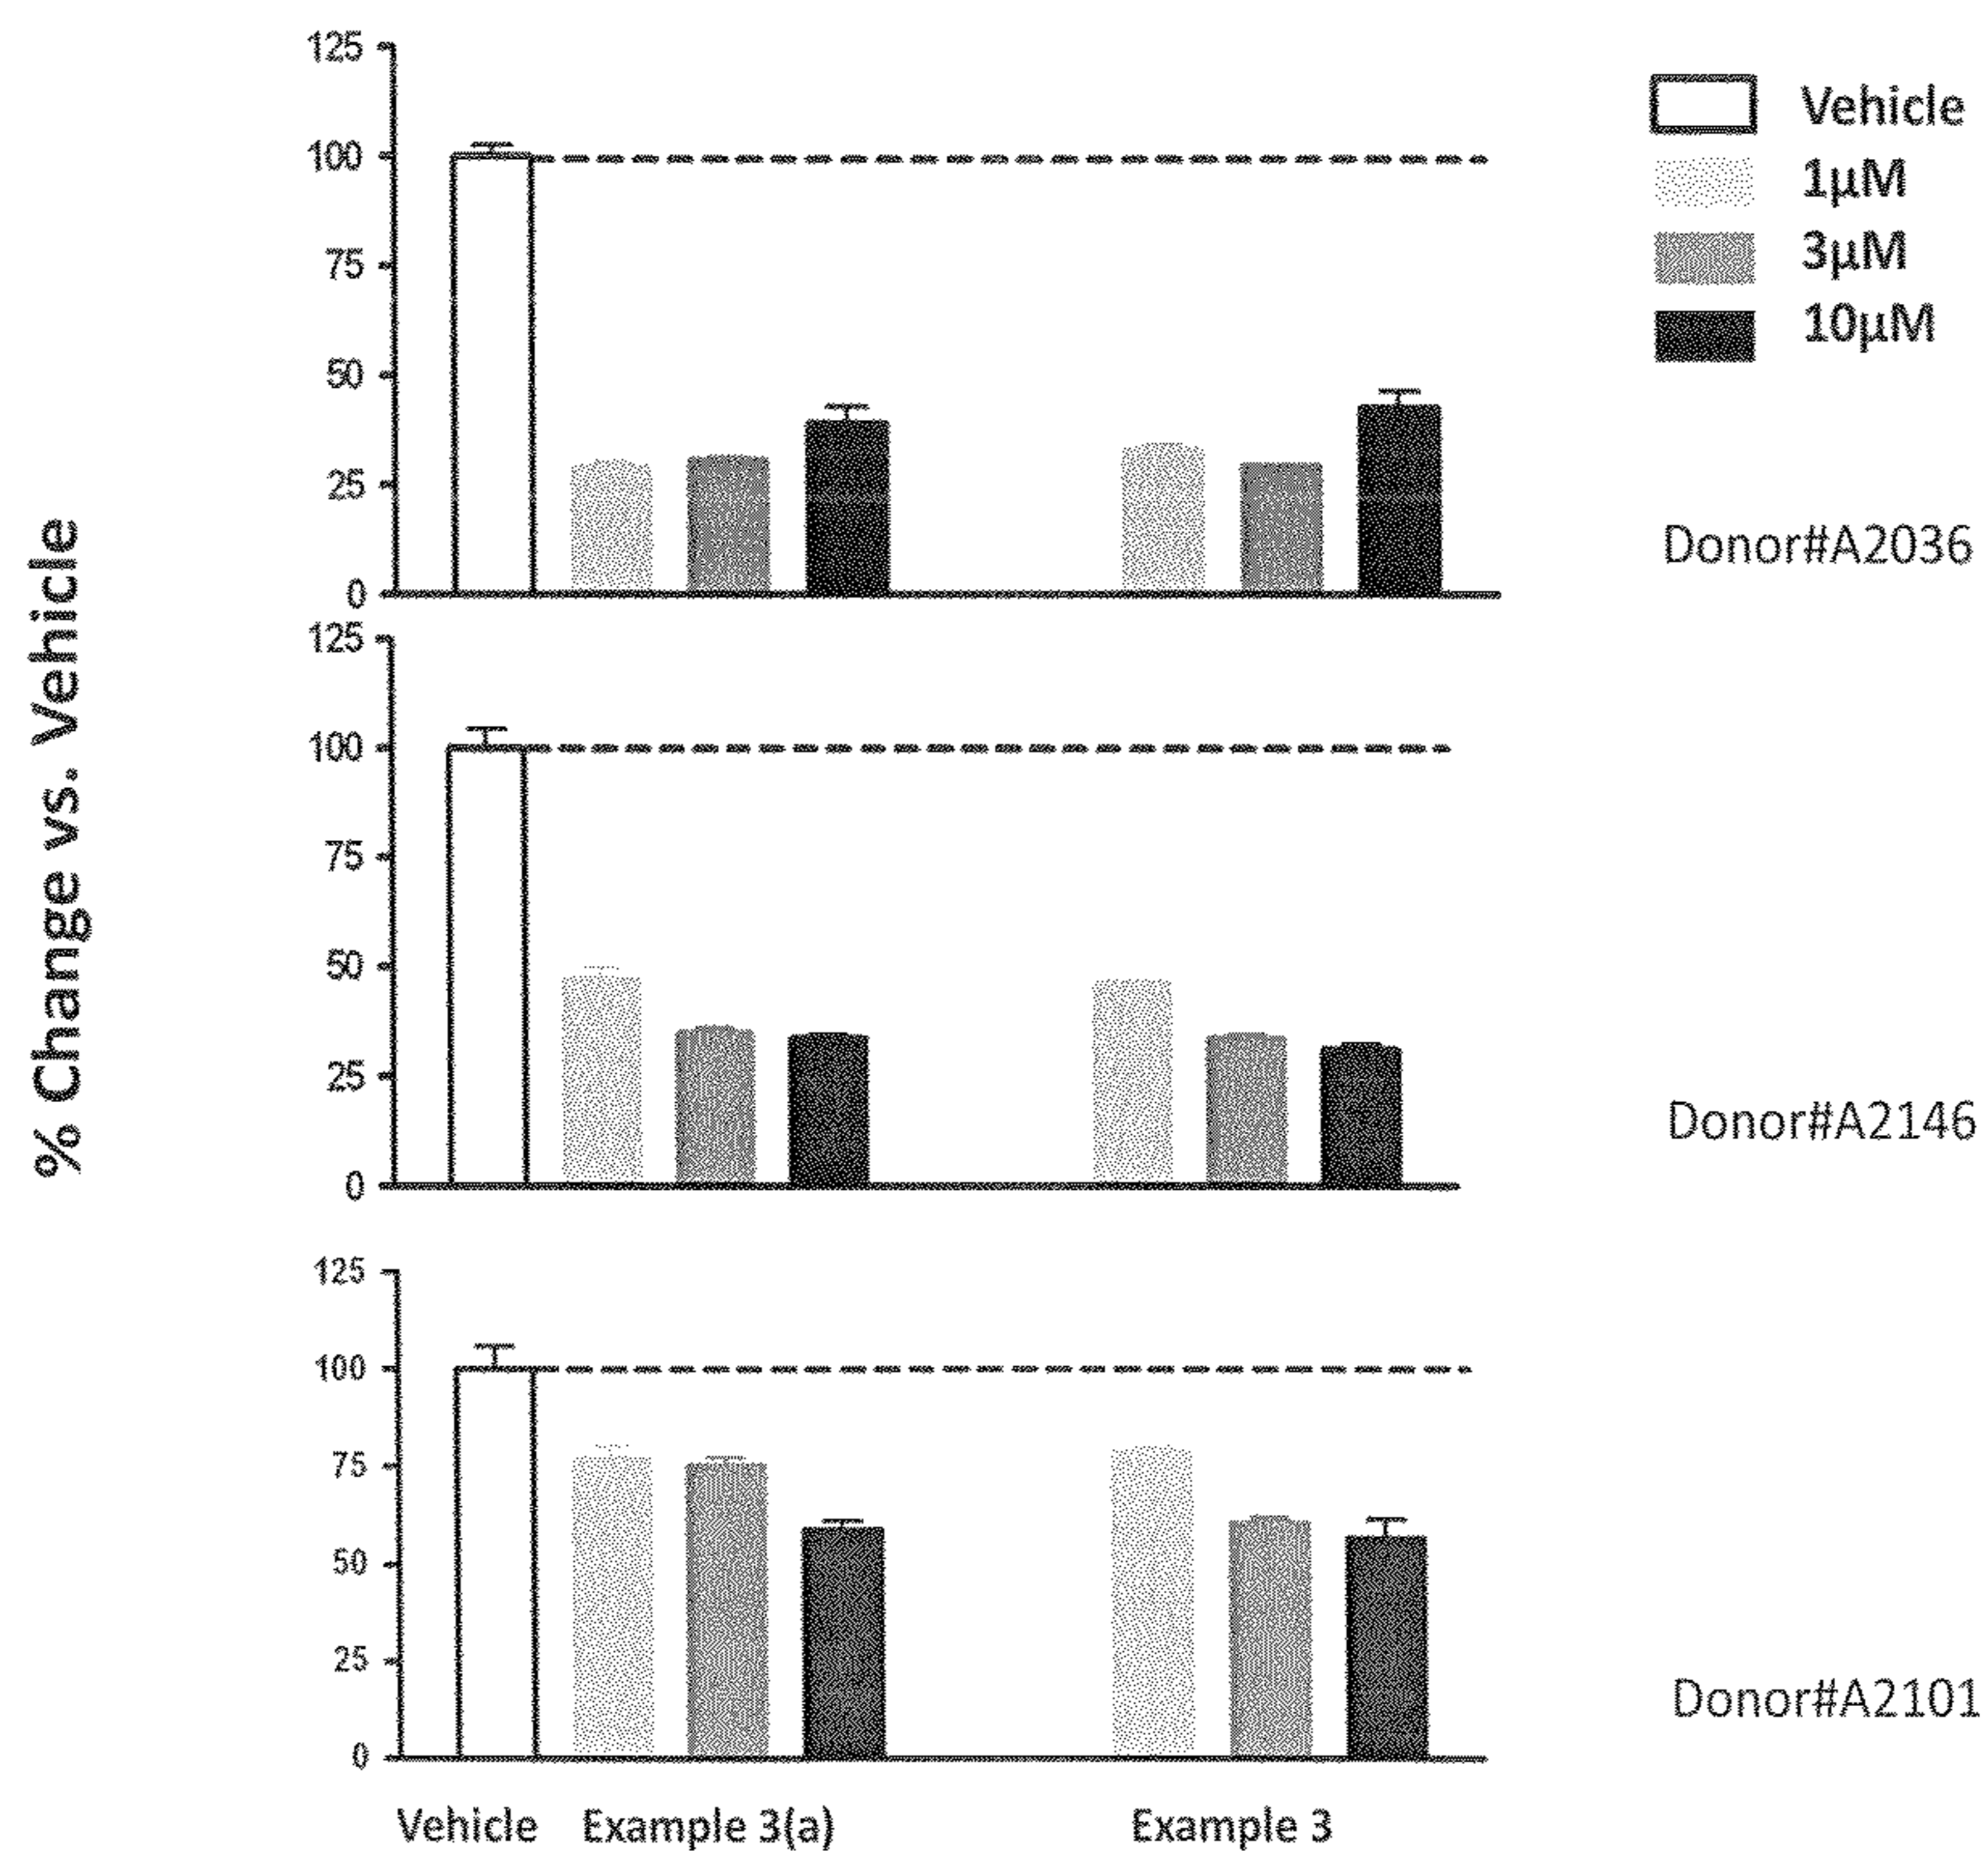 % Change vs. Vehicle
125
100
75
50
25
0
Vehicle
1µM
3µM
10µM
Donor#A2036
125
100
75
50
25
0
Donor#A2146
125
100
75
50
25
0
Donor#A2101
Vehicle Example 3(a) Example 3